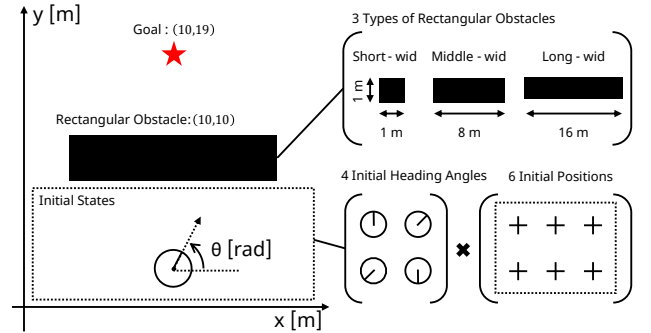 y [m]
Goal : (10,19)
Rectangular Obstacle: (10,10)
Initial States
θ [rad]
x [m]
3 Types of Rectangular Obstacles
Short - wid Middle - wid Long - wid
1 m
1 m 8 m 16 m
4 Initial Heading Angles 6 Initial Positions